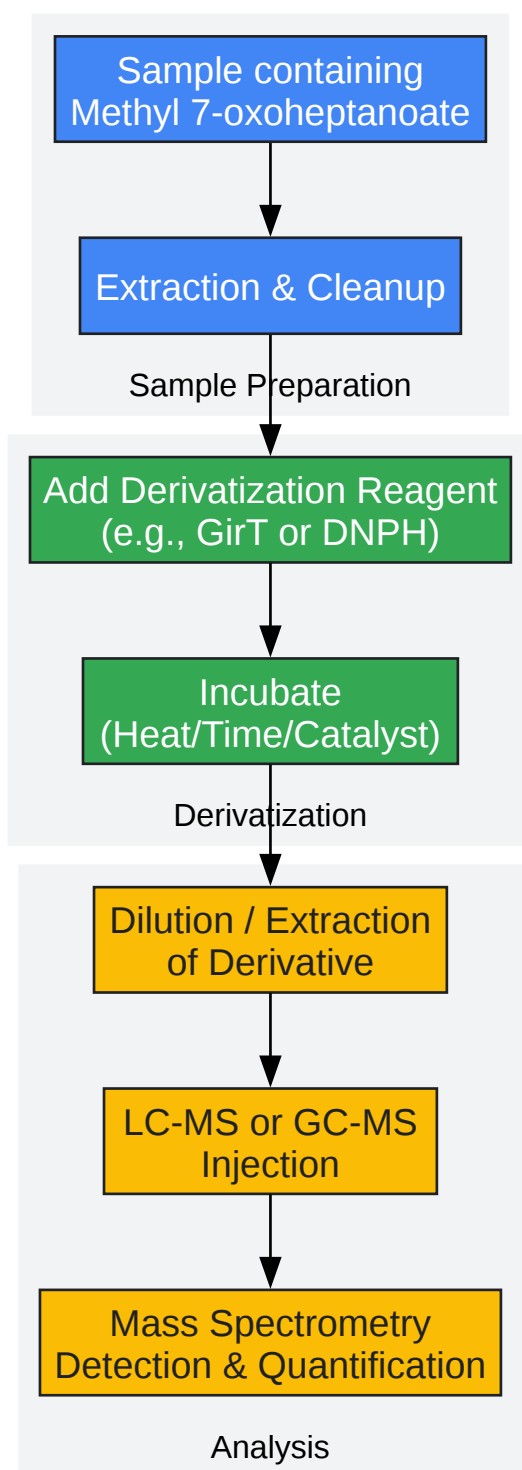 Sample containing
Methyl 7-oxoheptanoate
Extraction & Cleanup
Sample Preparation
Add Derivatization Reagent
(e.g., GirT or DNPH)
Incubate
(Heat/Time/Catalyst)
Derivatization
Dilution / Extraction
of Derivative
LC-MS or GC-MS
Injection
Mass Spectrometry
Detection & Quantification
Analysis